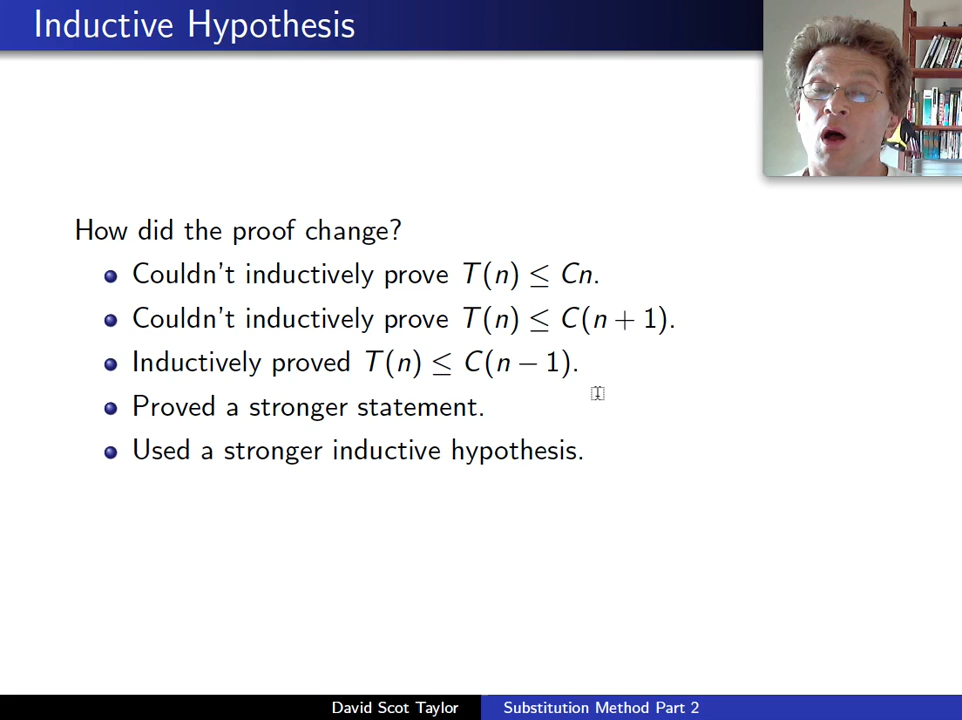 Inductive Hypothesis
How did the proof change?
Couldn't inductively prove T(n) ≤ Cn.
Couldn't inductively prove T(n) ≤ C(n + 1).
Inductively proved T(n) ≤ C(n − 1).
Proved a stronger statement.
Used a stronger inductive hypothesis.
David Scot Taylor
Substitution Method Part 2